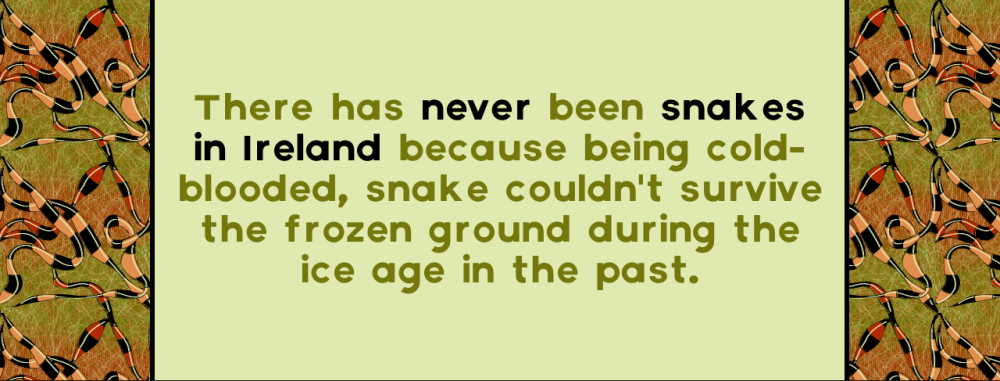 There has never been snakes
in Ireland because being cold-
blooded, snake couldn't survive
the frozen ground during the
ice age in the past.